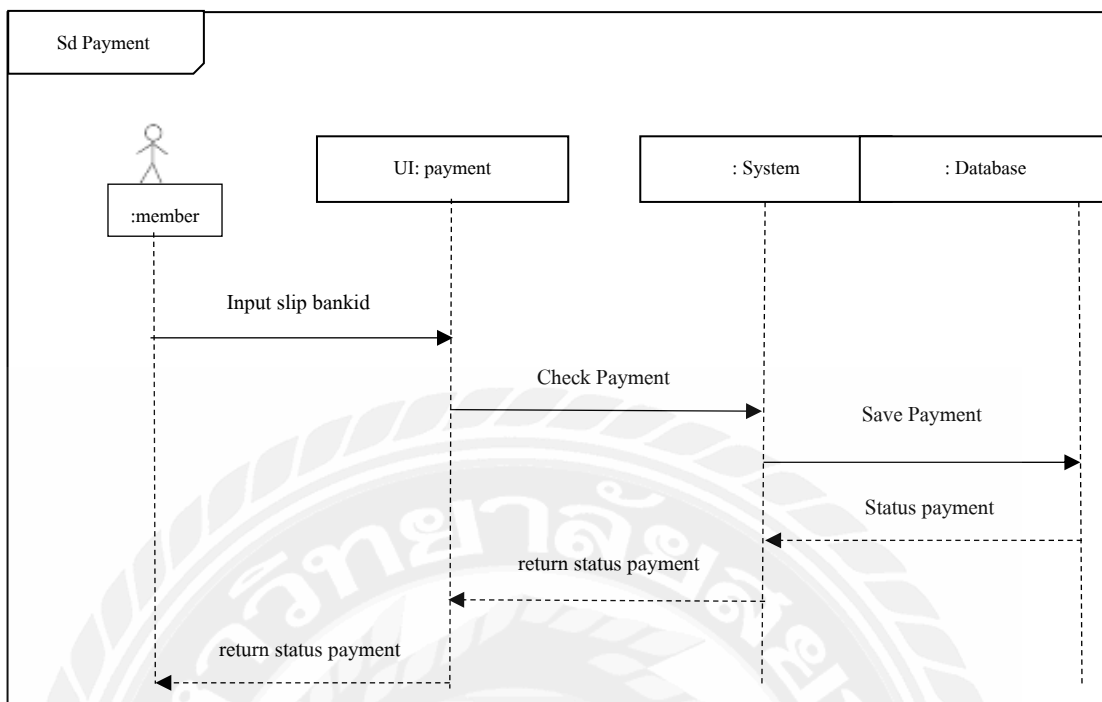 Sd Payment
:member
UI: payment
: System
: Database
Input slip bankid
Check Payment
Save Payment
Status payment
return status payment
return status payment